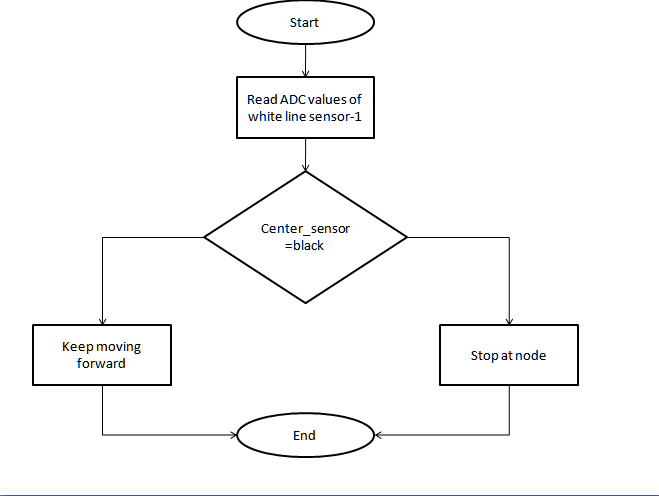 Start
Read ADC values of
white line sensor-1
Center_sensor
=black
Keep moving
forward
Stop at node
End